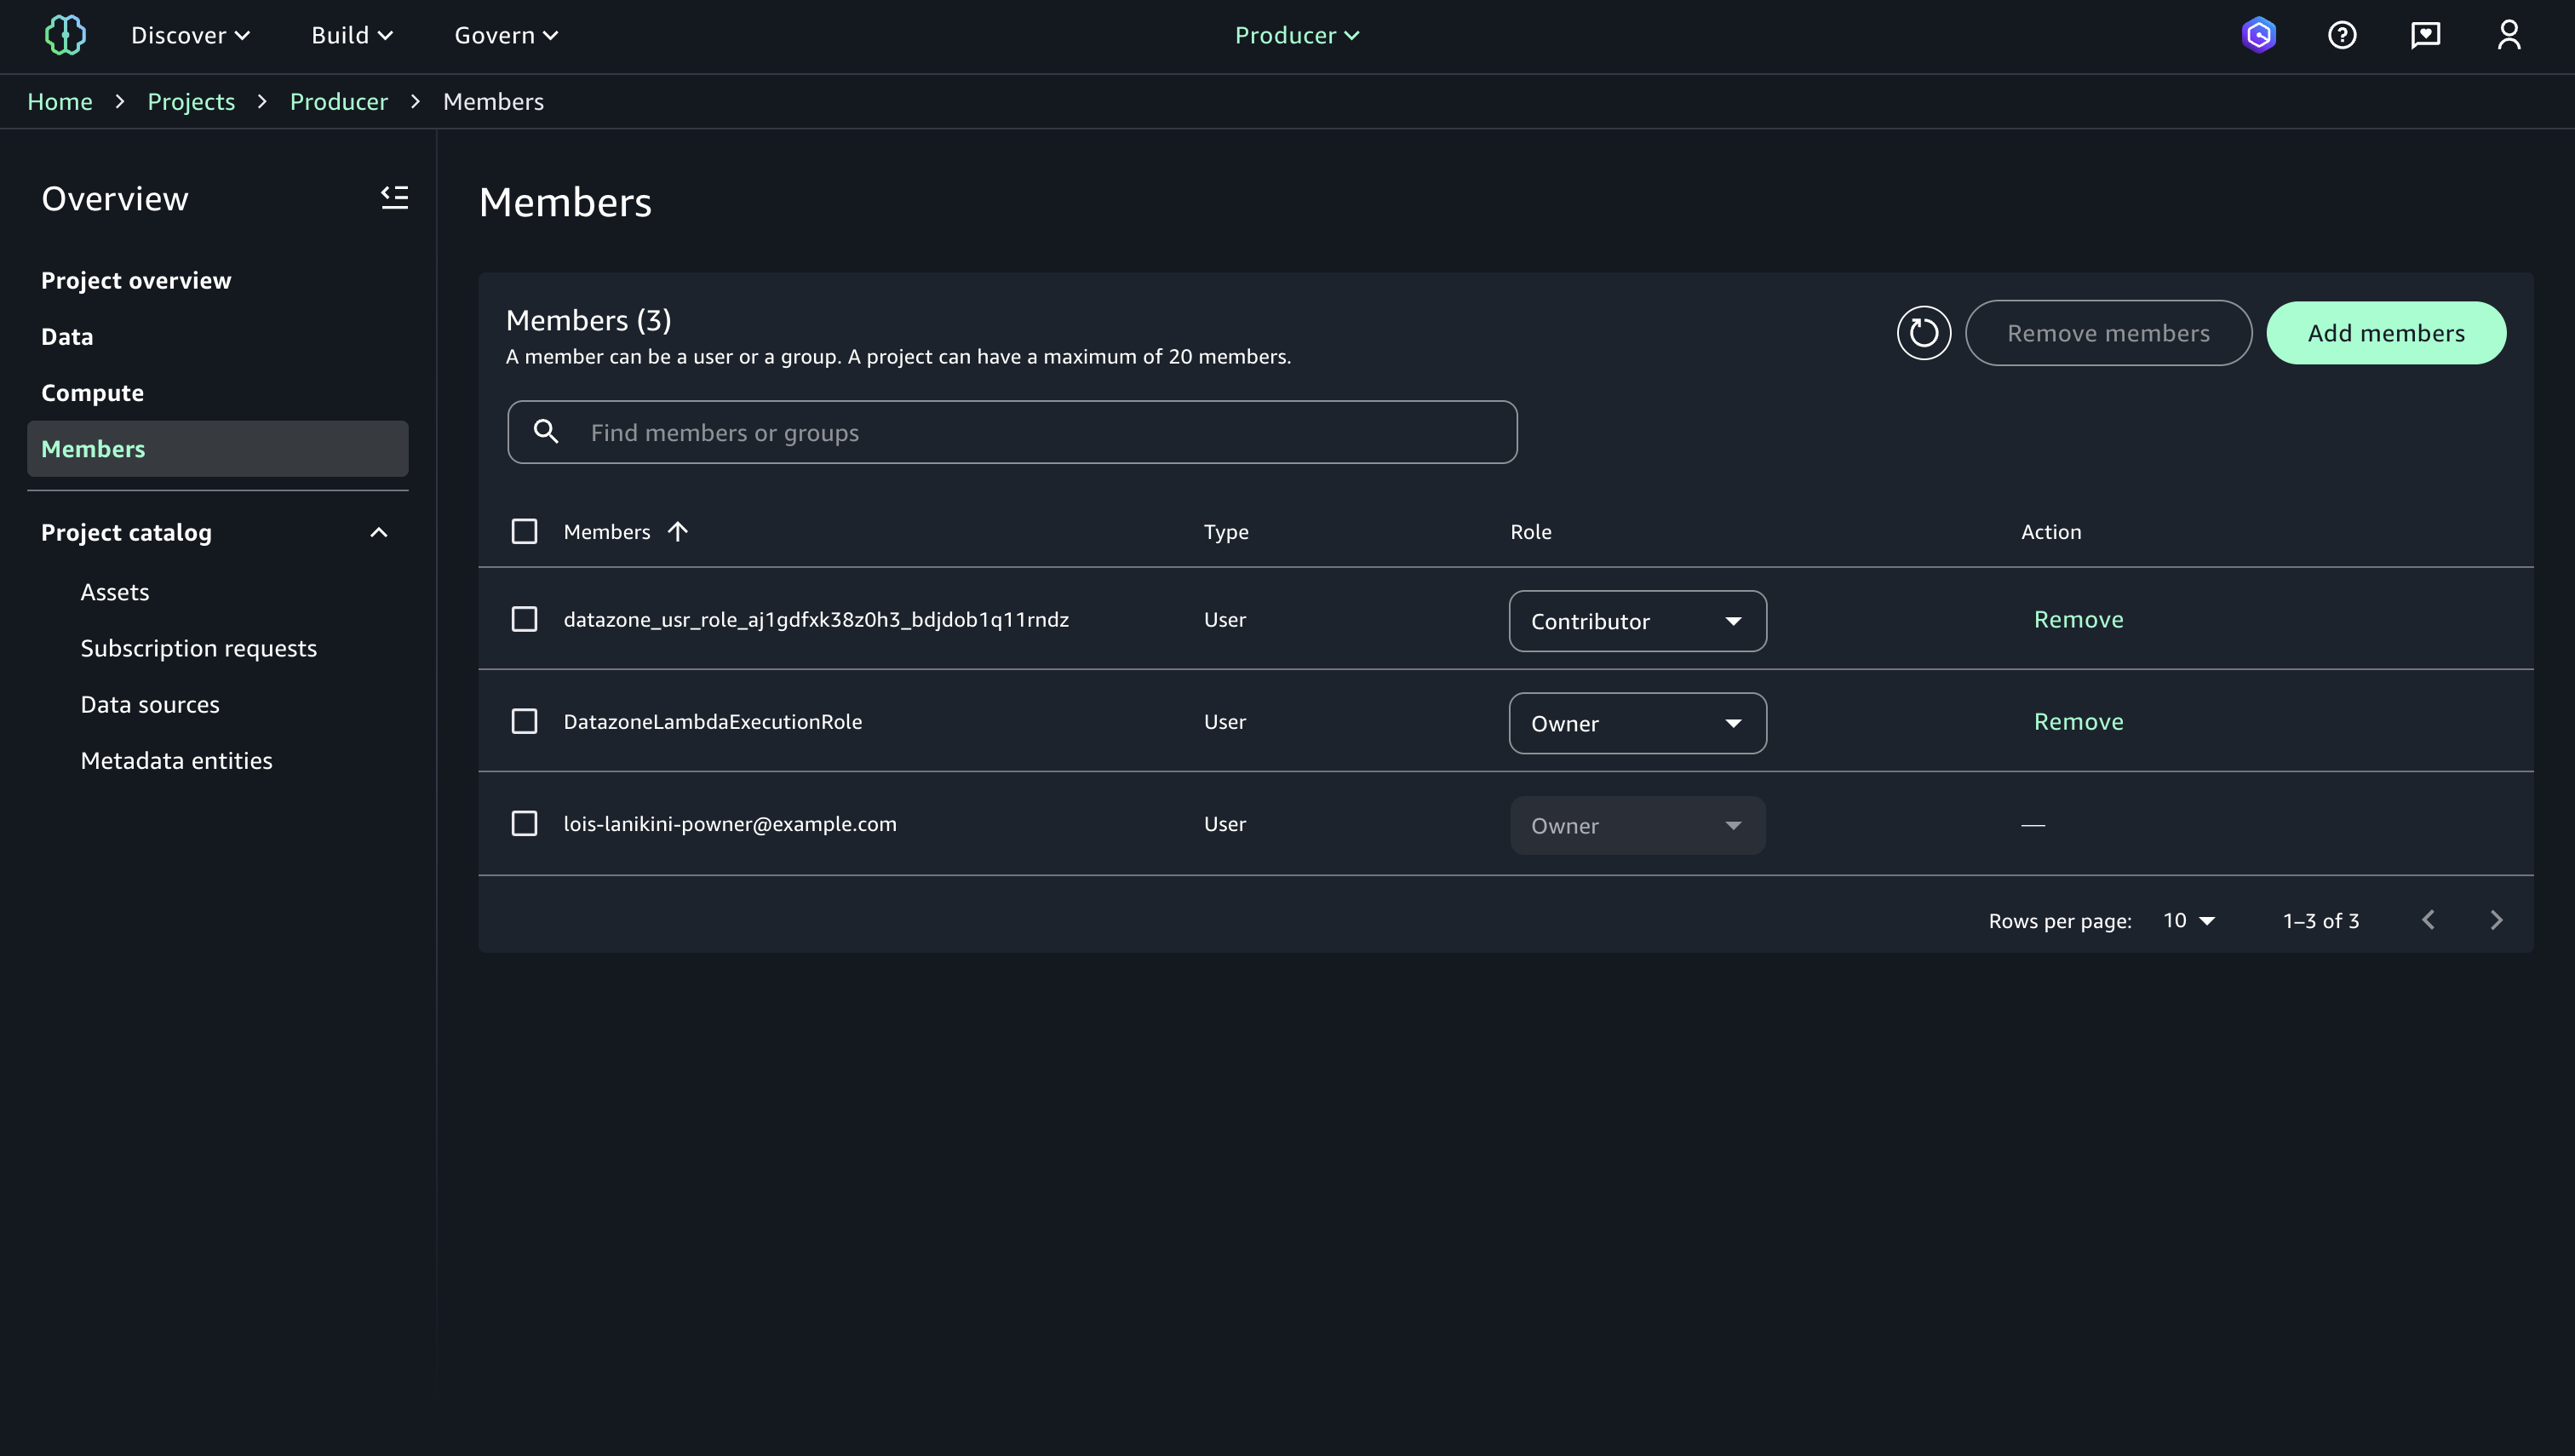 Discover
Build
Govern
Producer
Home
Projects
Producer
Members
Overview
Project overview
Data
Compute
Members
Project catalog
Assets
Subscription requests
Data sources
Metadata entities
Members
Members (3)
A member can be a user or a group. A project can have a maximum of 20 members.
Remove members
Add members
Find members or groups
Members Type Role Action
datazone_usr_role_aj1gdfxk38z0h3_bdjdob1q11rndz User Contributor Remove
DatazoneLambdaExecutionRole User Owner Remove
lois-lanikini-powner@example.com User Owner —
Rows per page: 10 1–3 of 3